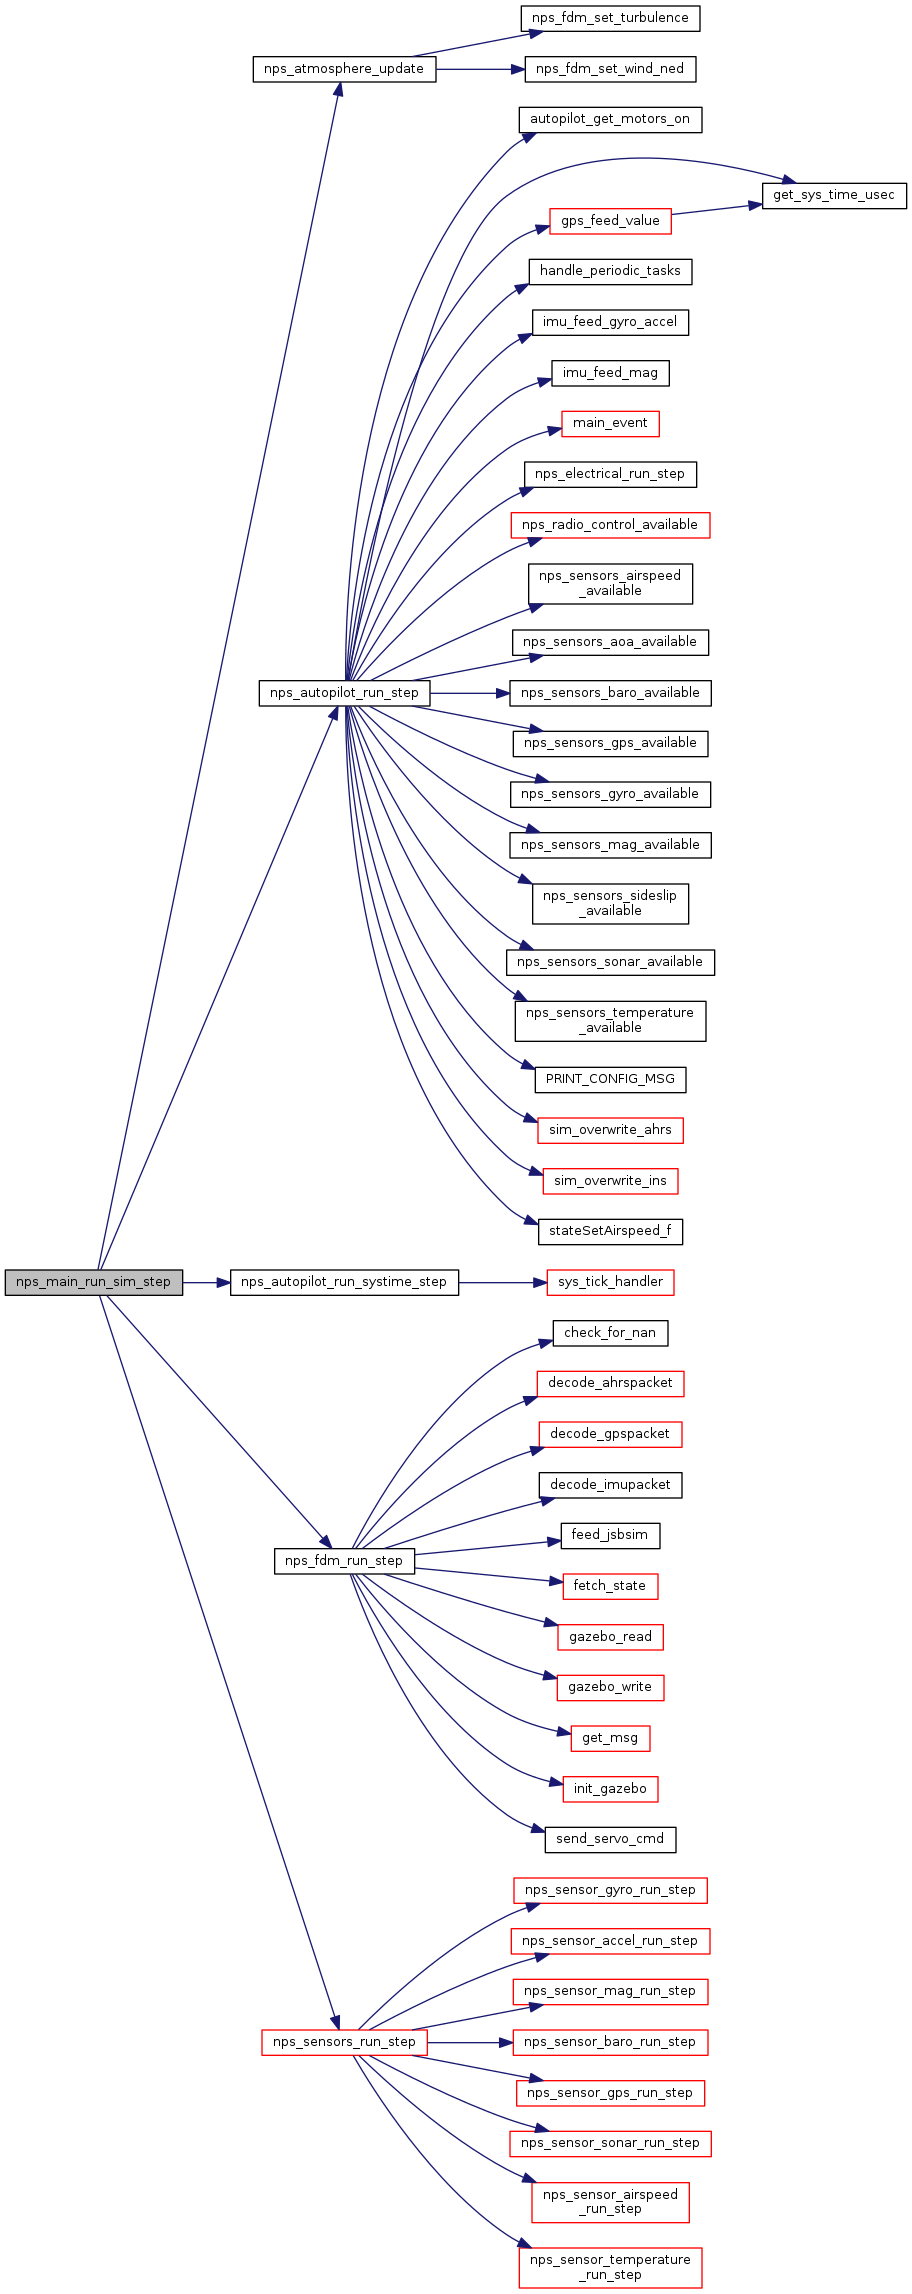 nps_fdm_set_turbulence
nps_atmosphere_update
nps_fdm_set_wind_ned
autopilot_get_motors_on
get_sys_time_usec
gps_feed_value
handle_periodic_tasks
imu_feed_gyro_accel
imu_feed_mag
main_event
nps_electrical_run_step
nps_radio_control_available
nps_sensors_airspeed
_available
nps_sensors_aoa_available
nps_autopilot_run_step
nps_sensors_baro_available
nps_sensors_gps_available
nps_sensors_gyro_available
nps_sensors_mag_available
nps_sensors_sideslip
_available
nps_sensors_sonar_available
nps_sensors_temperature
_available
PRINT_CONFIG_MSG
sim_overwrite_ahrs
sim_overwrite_ins
stateSetAirspeed_f
nps_main_run_sim_step
nps_autopilot_run_systime_step
sys_tick_handler
check_for_nan
decode_ahrspacket
decode_gpspacket
decode_imupacket
feed_jsbsim
nps_fdm_run_step
fetch_state
gazebo_read
gazebo_write
get_msg
init_gazebo
send_servo_cmd
nps_sensor_gyro_run_step
nps_sensor_accel_run_step
nps_sensor_mag_run_step
nps_sensors_run_step
nps_sensor_baro_run_step
nps_sensor_gps_run_step
nps_sensor_sonar_run_step
nps_sensor_airspeed
_run_step
nps_sensor_temperature
_run_step